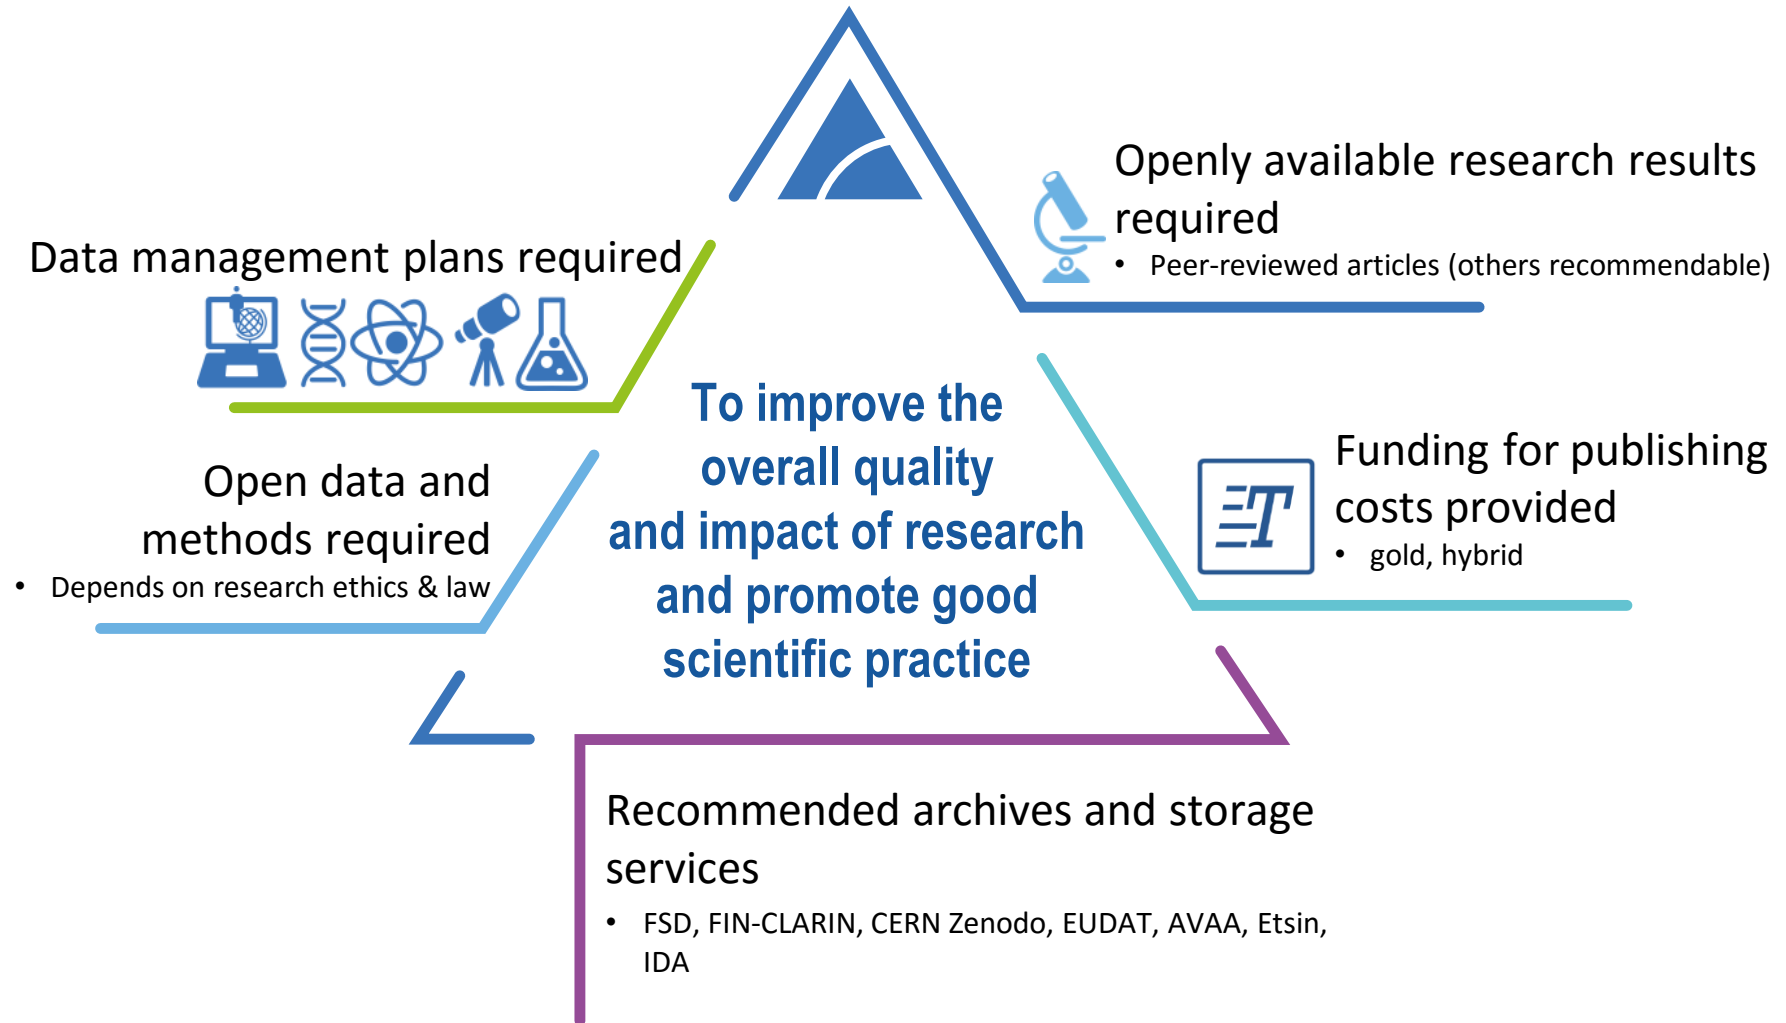 Openly available research results
required
• Peer-reviewed articles (others recommendable)
Data management plans required
To improve the
overall quality
and impact of research
and promote good
scientific practice
Funding for publishing
costs provided
• gold, hybrid
T
Open data and
methods required
• Depends on research ethics & law
Recommended archives and storage
services
• FSD, FIN-CLARIN, CERN Zenodo, EUDAT, AVAA, Etsin,
IDA